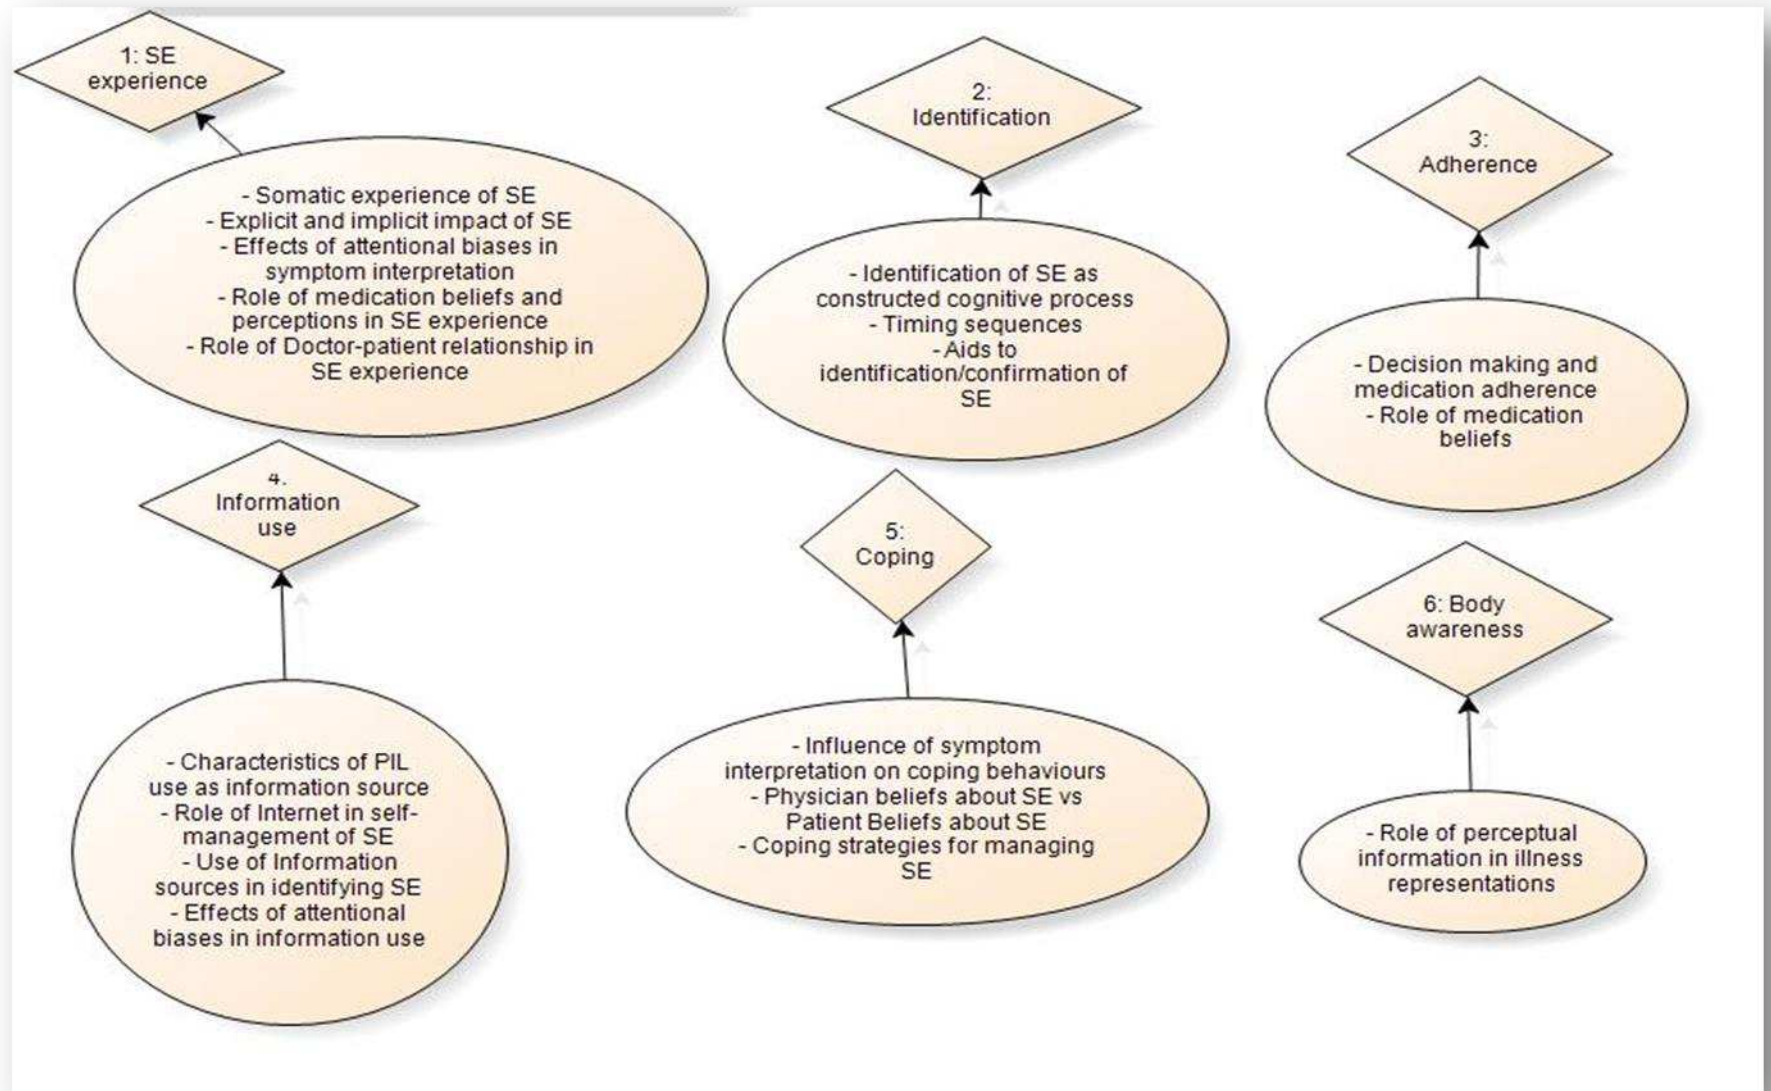 1: SE
experience
- Somatic experience of SE
- Explicit and implicit impact of SE
- Effects of attentional biases in
symptom interpretation
- Role of medication beliefs and
perceptions in SE experience
- Role of Doctor-patient relationship in
SE experience
2:
Identification
- Identification of SE as
constructed cognitive process
- Timing sequences
- Aids to
identification/confirmation of
SE
3:
Adherence
- Decision making and
medication adherence
- Role of medication
beliefs
4.
Information
use
- Characteristics of PIL
use as information source
- Role of Internet in self-
management of SE
- Use of Information
sources in identifying SE
- Effects of attentional
biases in information use
5:
Coping
- Influence of symptom
interpretation on coping behaviours
- Physician beliefs about SE vs
Patient Beliefs about SE
- Coping strategies for managing
SE
6: Body
awareness
- Role of perceptual
information in illness
representations